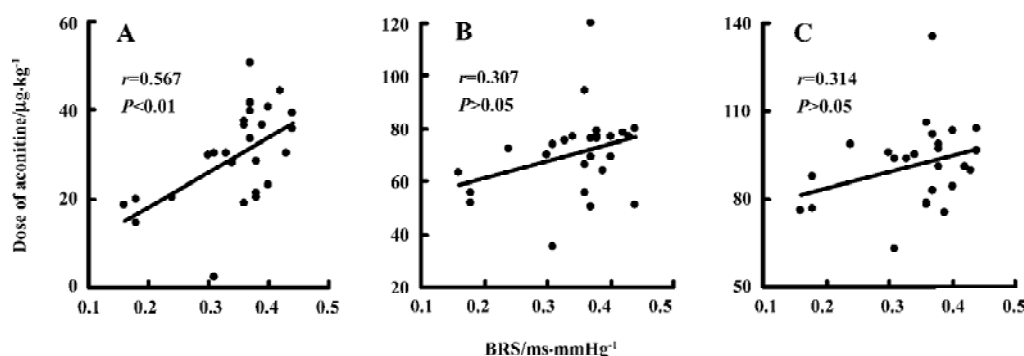 Dose of aconitine/μg·kg⁻¹
A
r=0.567
P<0.01
60
40
20
0
0.1 0.2 0.3 0.4 0.5
B
r=0.307
P>0.05
120
100
80
60
40
20
0.1 0.2 0.3 0.4 0.5
C
r=0.314
P>0.05
140
110
80
50
0.1 0.2 0.3 0.4 0.5
BRS/ms·mmHg⁻¹